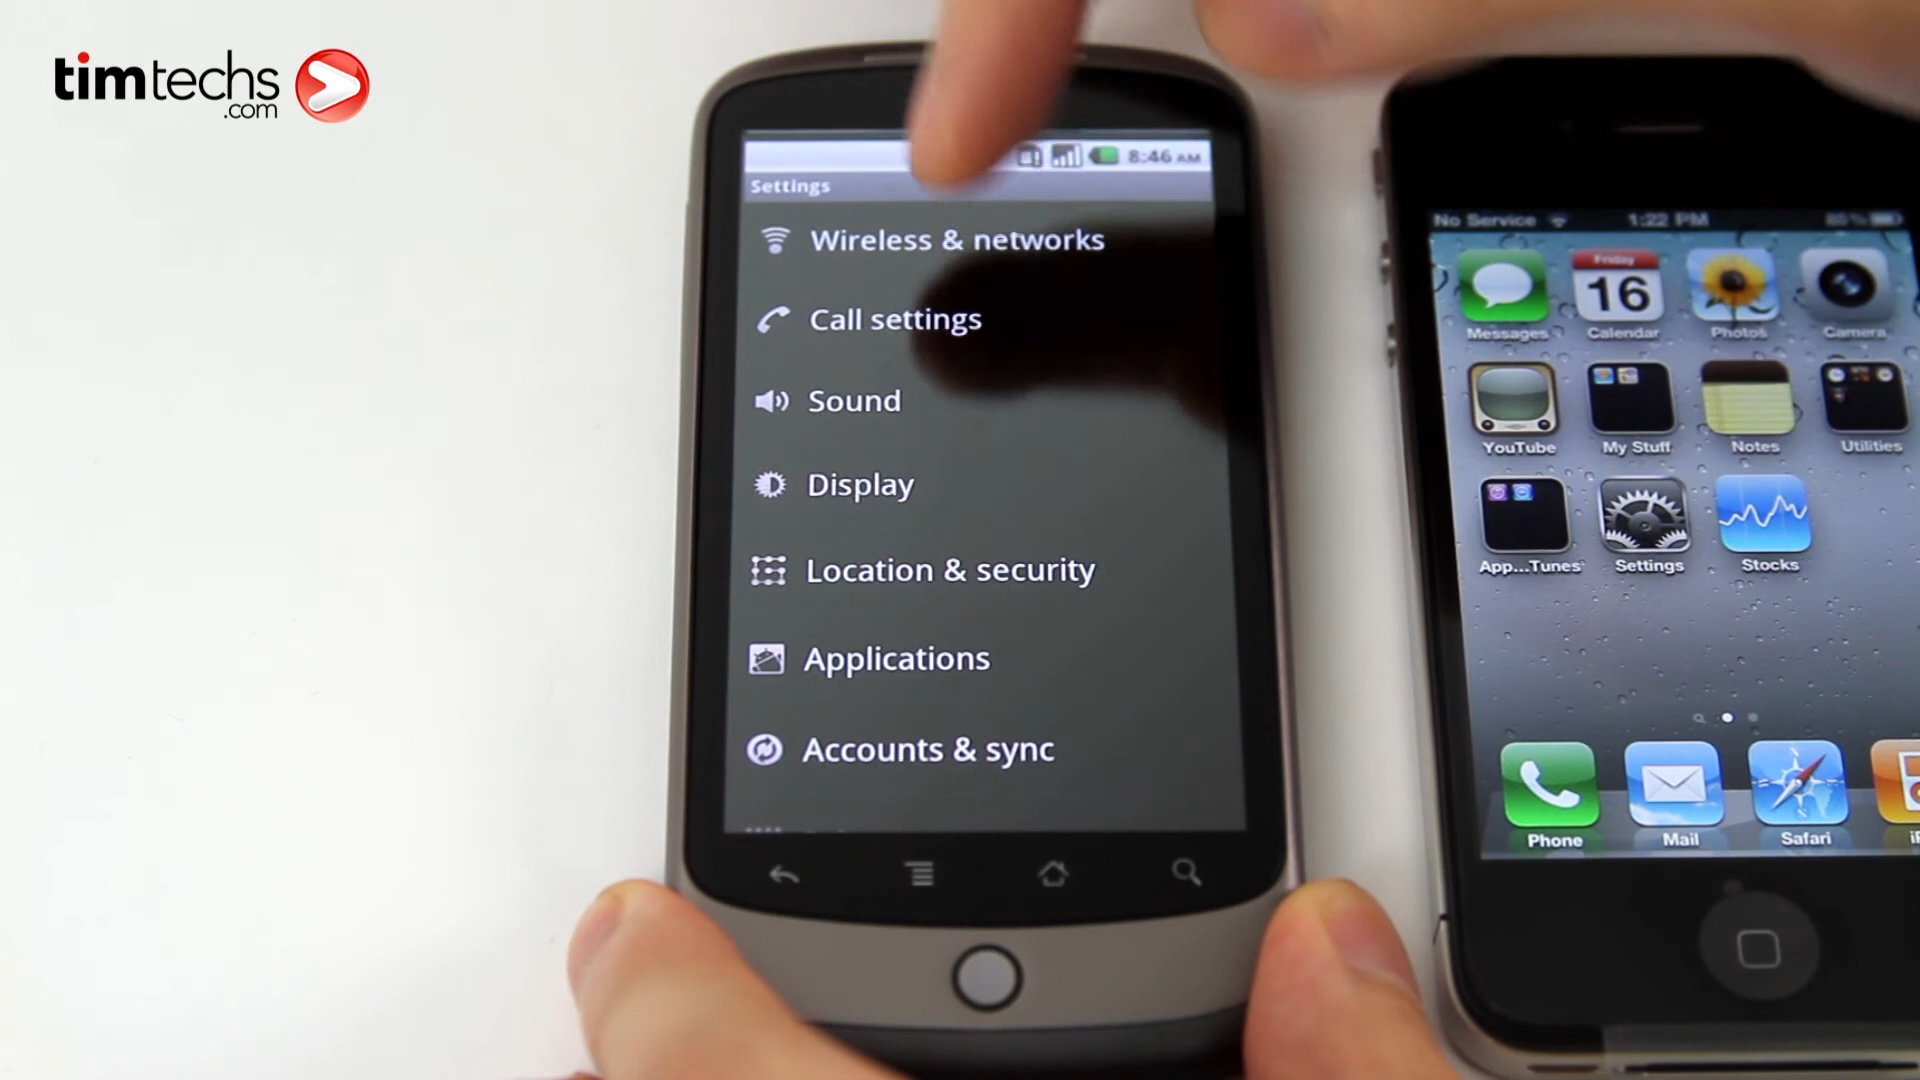 timtechs
.com
8:46 AM
Settings
Wireless & networks
Call settings
Sound
Display
Location & security
Applications
Accounts & sync
No Service 1:22 PM
Friday
16
Messages Calendar Photos Camera
YouTube My Stuff Notes Utilities
App...Tunes Settings Stocks
Phone Mail Safari